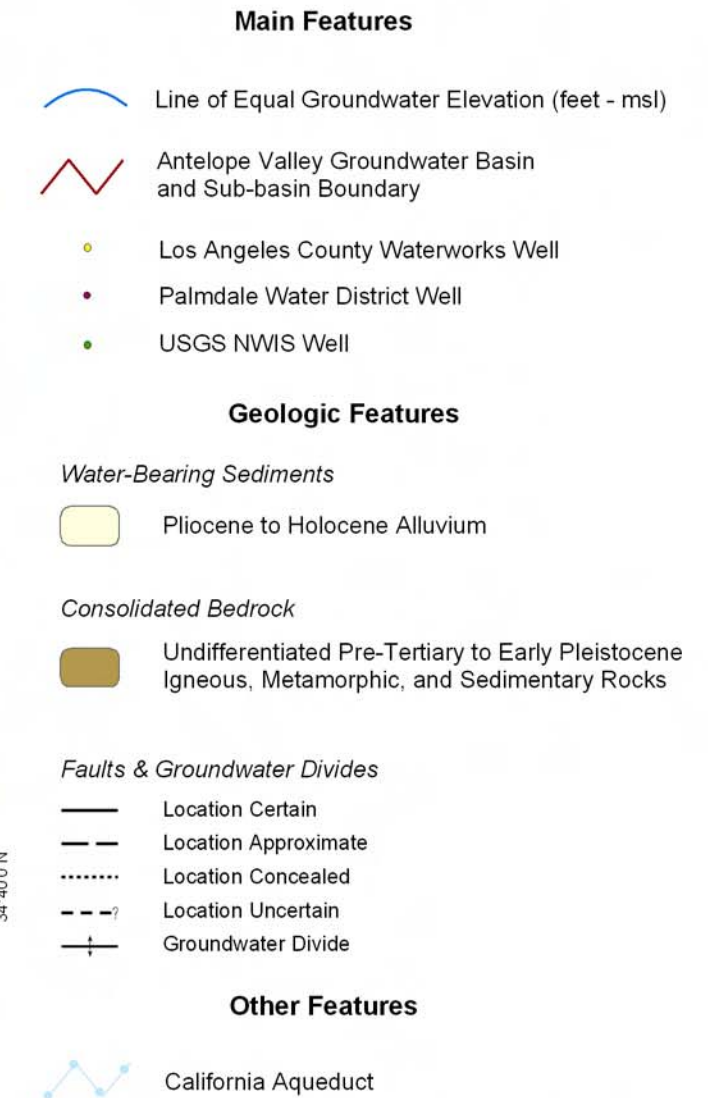 Main Features
Line of Equal Groundwater Elevation (feet - msl)
Antelope Valley Groundwater Basin
and Sub-basin Boundary
Los Angeles County Waterworks Well
Palmdale Water District Well
USGS NWIS Well
Geologic Features
Water-Bearing Sediments
Pliocene to Holocene Alluvium
Consolidated Bedrock
Undifferentiated Pre-Tertiary to Early Pleistocene
Igneous, Metamorphic, and Sedimentary Rocks
Faults & Groundwater Divides
Location Certain
Location Approximate
Location Concealed
?
Location Uncertain
Groundwater Divide
Other Features
California Aqueduct